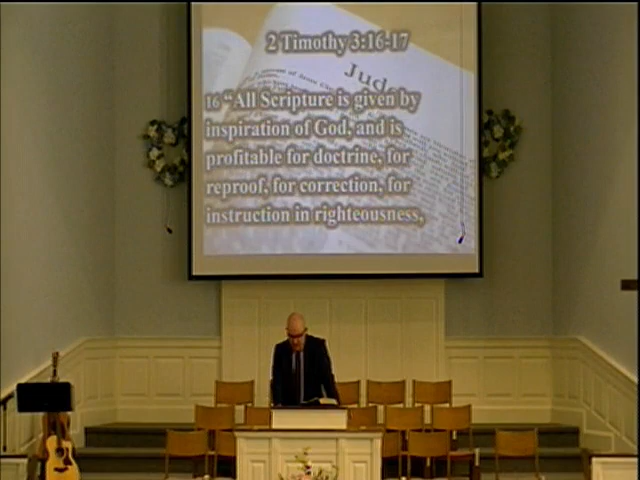 2 Timothy 3:16-17
Jude
16 “All Scripture is given by
inspiration of God, and is
profitable for doctrine, for
reproof, for correction, for
instruction in righteousness,